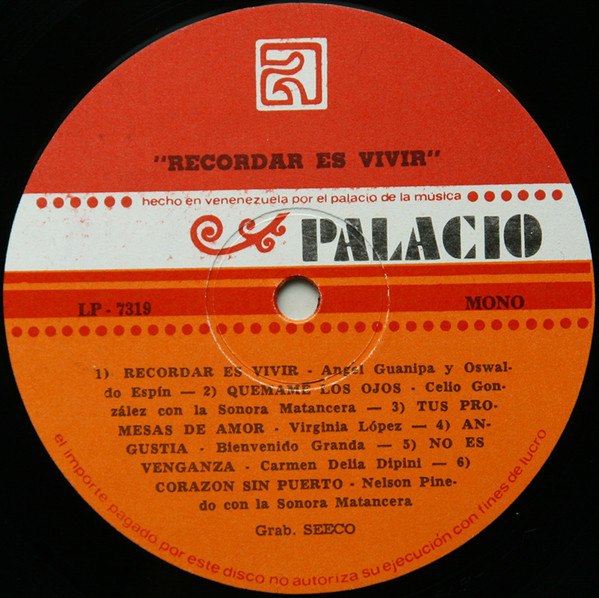 "RECORDAR ES VIVIR"
hecho en venenezuela por el palacio de la música
PALACIO
LP - 7319
MONO
1) RECORDAR ES VIVIR - Angel Guanipa y Oswal-
do Espín — 2) QUEMAME LOS OJOS - Celio Gon-
zález con la Sonora Matancera — 3) TUS PRO-
MESAS DE AMOR - Virginia López — 4) AN-
GUSTIA - Bienvenido Granda — 5) NO ES
VENGANZA - Carmen Delia Dipini — 6)
CORAZON SIN PUERTO - Nelson Pine-
do con la Sonora Matancera
Grab. SEECO
el importe pagado por este disco no autoriza su ejecución con fines de lucro